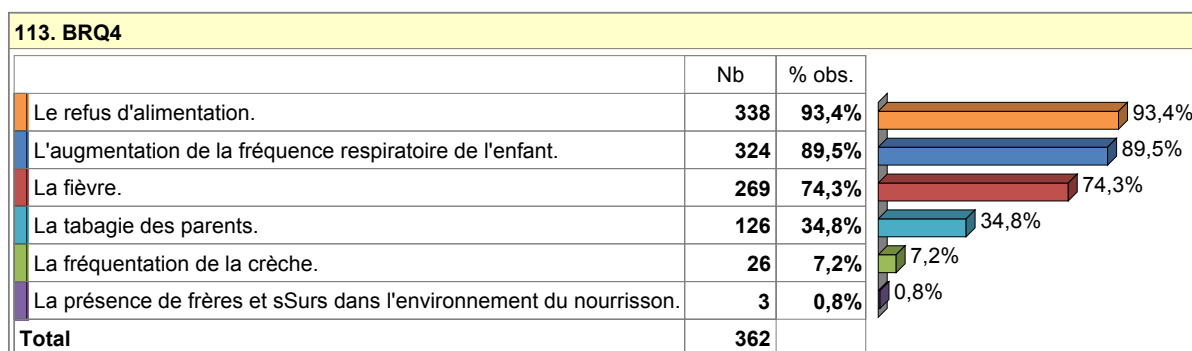 113. BRQ4
Nb % obs.
Le refus d'alimentation. 338 93,4% 93,4%
L'augmentation de la fréquence respiratoire de l'enfant. 324 89,5% 89,5%
La fièvre. 269 74,3% 74,3%
La tabagie des parents. 126 34,8% 34,8%
La fréquentation de la crèche. 26 7,2% 7,2%
La présence de frères et sSurs dans l'environnement du nourrisson. 3 0,8% 0,8%
Total 362